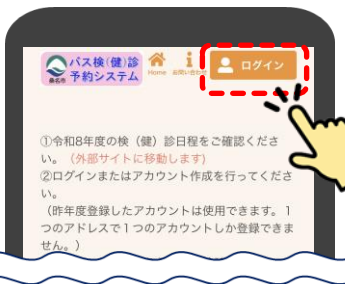 バス検(健)診
予約システム
桑名市
Home
お問い合わせ
ログイン
①令和8年度の検（健）診日程をご確認くださ
い。（外部サイトに移動します)
②ログインまたはアカウント作成を行ってくださ
い。
（昨年度登録したアカウントは使用できます。1
つのアドレスで１つのアカウントしか登録できま
せん。）